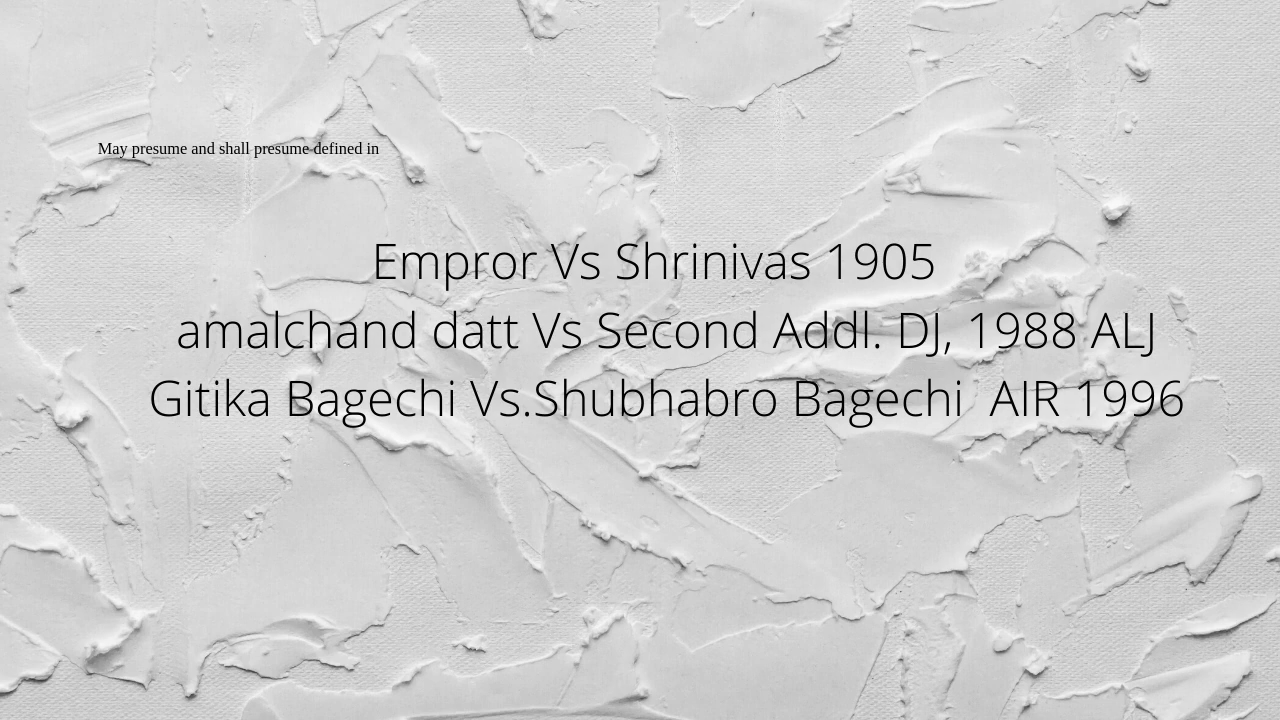 May presume and shall presume defined in
Empror Vs Shrinivas 1905
amalchand datt Vs Second Addl. DJ, 1988 ALJ
Gitika Bagechi Vs.Shubhabro Bagechi AIR 1996